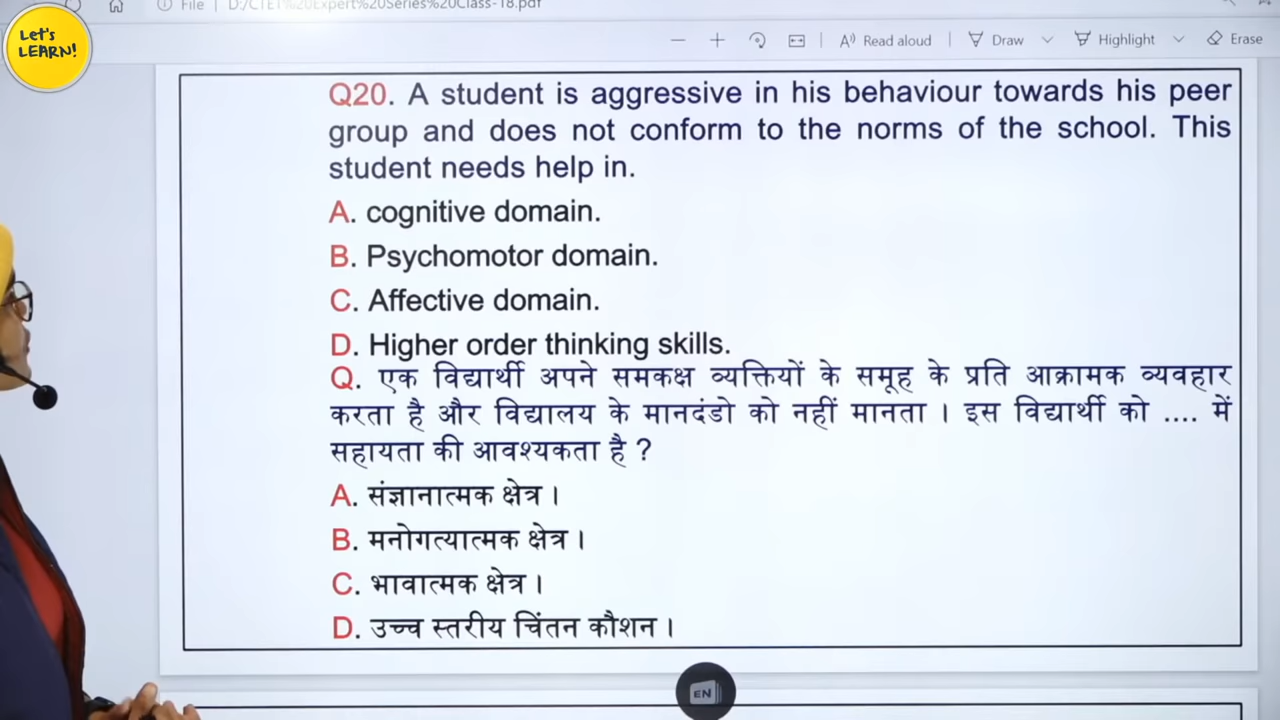 Let's
LEARN!
File | D:/CTET%20Expert%20Series%20Class-18.pdf
Read aloud
Draw
Highlight
Erase
Q20. A student is aggressive in his behaviour towards his peer
group and does not conform to the norms of the school. This
student needs help in.
A. cognitive domain.
B. Psychomotor domain.
C. Affective domain.
D. Higher order thinking skills.
Q. एक विद्यार्थी अपने समकक्ष व्यक्तियों के समूह के प्रति आक्रामक व्यवहार
करता है और विद्यालय के मानदंडो को नहीं मानता । इस विद्यार्थी को .... में
सहायता की आवश्यकता है ?
A. संज्ञानात्मक क्षेत्र ।
B. मनोगत्यात्मक क्षेत्र ।
C. भावात्मक क्षेत्र ।
D. उच्च स्तरीय चिंतन कौशन ।
EN